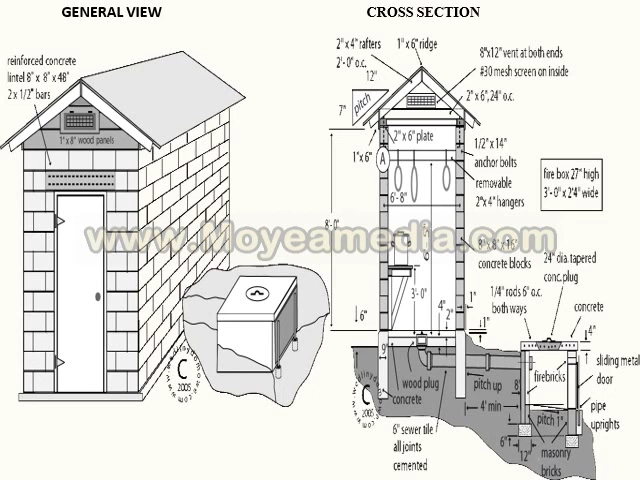 GENERAL VIEW
CROSS SECTION
reinforced concrete
lintel 8" x 8" x 48"
2 x 1/2" bars
1" x 8" wood panels
2" x 4" rafters
2'- 0" o.c.
1" x 6" ridge
12"
7"
pitch
8"x12" vent at both ends
#30 mesh screen on inside
2" x 6", 24" o.c.
2" x 6" plate
1" x 6"
A
1/2" x 14"
anchor bolts
removable
2"x 4" hangers
fire box 27" high
3'- 0" x 2'4" wide
6'- 8"
8'- 0"
www.Moyeamedia.com
concrete blocks
24" dia. tapered
conc. plug
1/4" rods 6" o.c.
both ways
concrete
3'- 0"
6"
4"
2"
1"
1"
4"
9"
wood plug
concrete
pitch up
4' min
firebricks
8"
sliding metal
door
pipe
uprights
pitch 1"
6"
12"
masonry
bricks
6" sewer tile
all joints
cemented
C
2005
C
2005